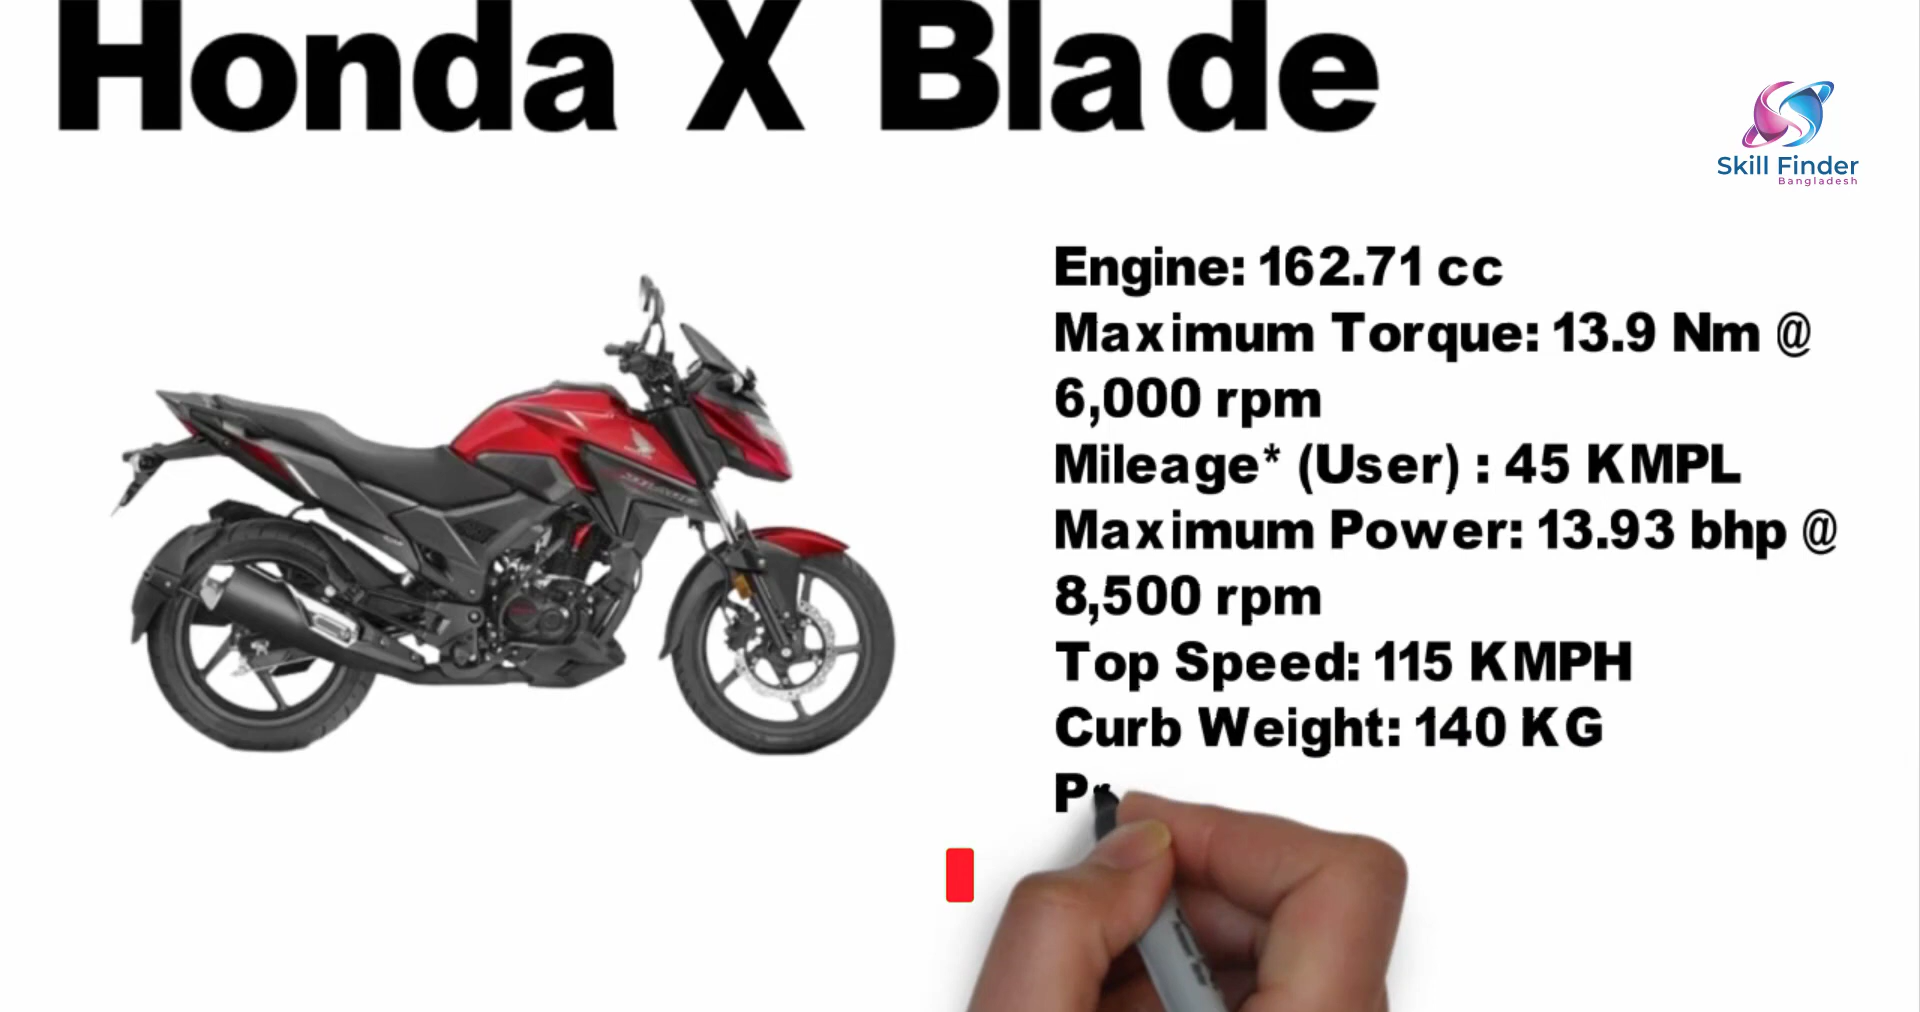 Honda X Blade
Skill Finder
Bangladesh
Engine: 162.71 cc
Maximum Torque: 13.9 Nm @
6,000 rpm
Mileage* (User) : 45 KMPL
Maximum Power: 13.93 bhp @
8,500 rpm
Top Speed: 115 KMPH
Curb Weight: 140 KG